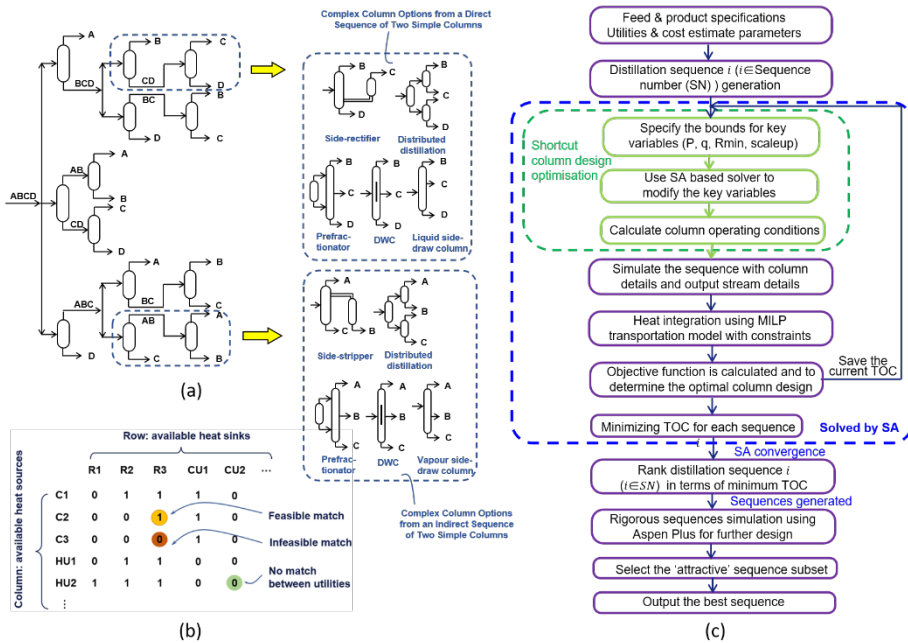 (a)
ABCD
A
BCD
B
CD
C
D
BC
B
D
C
A
AB
B
C
CD
D
A
ABC
BC
B
C
AB
A
D
C
B
Complex Column Options from a Direct
Sequence of Two Simple Columns
B
C
D
Side-rectifier
B
C
D
Distributed
distillation
B
C
D
Prefrac-
tionator
B
C
D
DWC
B
C
D
Liquid side-
draw column
A
C
B
Side-stripper
A
B
C
Distributed
distillation
A
B
C
Prefrac-
tionator
A
B
C
DWC
A
B
C
Vapour side-
draw column
Complex Column Options
from an Indirect Sequence
of Two Simple Columns
(b)
Row: available heat sinks
Column: available heat sources
R1 R2 R3 CU1 CU2 ...
C1 0 1 1 1 0
C2 0 0 1 1 0
C3 0 0 0 1 0
HU1 0 1 1 0 0
HU2 1 1 1 0 0
⋮
Feasible match
Infeasible match
No match
between utilities
(c)
Feed & product specifications
Utilities & cost estimate parameters
Distillation sequence i (i∈Sequence
number (SN) ) generation
Shortcut
column design
optimisation
Specify the bounds for key
variables (P, q, Rmin, scaleup)
Use SA based solver to
modify the key variables
Calculate column operating conditions
Simulate the sequence with column
details and output stream details
Heat integration using MILP
transportation model with constraints
Objective function is calculated and to
determine the optimal column design
Save the
current TOC
Minimizing TOC for each sequence
i
Solved by SA
SA convergence
Rank distillation sequence i
(i∈SN) in terms of minimum TOC
Sequences generated
Rigorous sequences simulation using
Aspen Plus for further design
Select the ‘attractive’ sequence subset
Output the best sequence